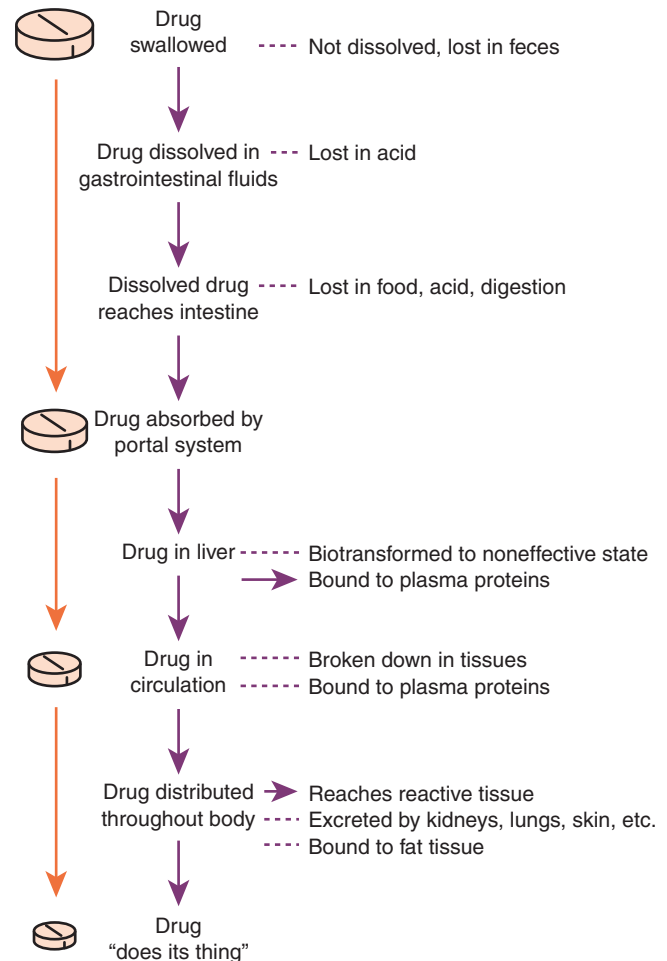 Drug
swallowed
Not dissolved, lost in feces
Drug dissolved in
gastrointestinal fluids
Lost in acid
Dissolved drug
reaches intestine
Lost in food, acid, digestion
Drug absorbed by
portal system
Drug in liver
Biotransformed to noneffective state
Bound to plasma proteins
Drug in
circulation
Broken down in tissues
Bound to plasma proteins
Drug distributed
throughout body
Reaches reactive tissue
Excreted by kidneys, lungs, skin, etc.
Bound to fat tissue
Drug
“does its thing”